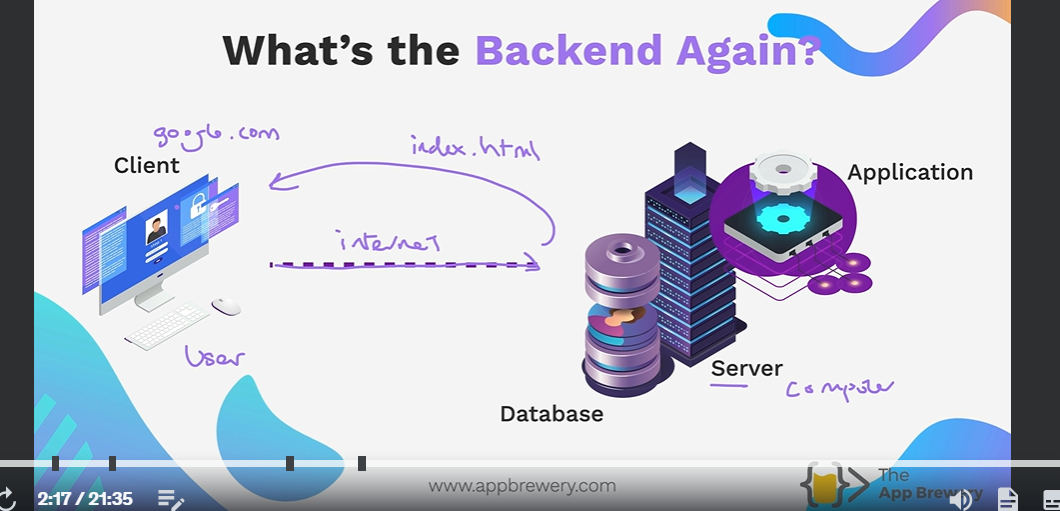 What's the Backend Again?
google.com
Client
index.html
Application
internet
User
Server
Computer
Database
www.appbrewery.com
The
App Brewery
2:17 / 21:35